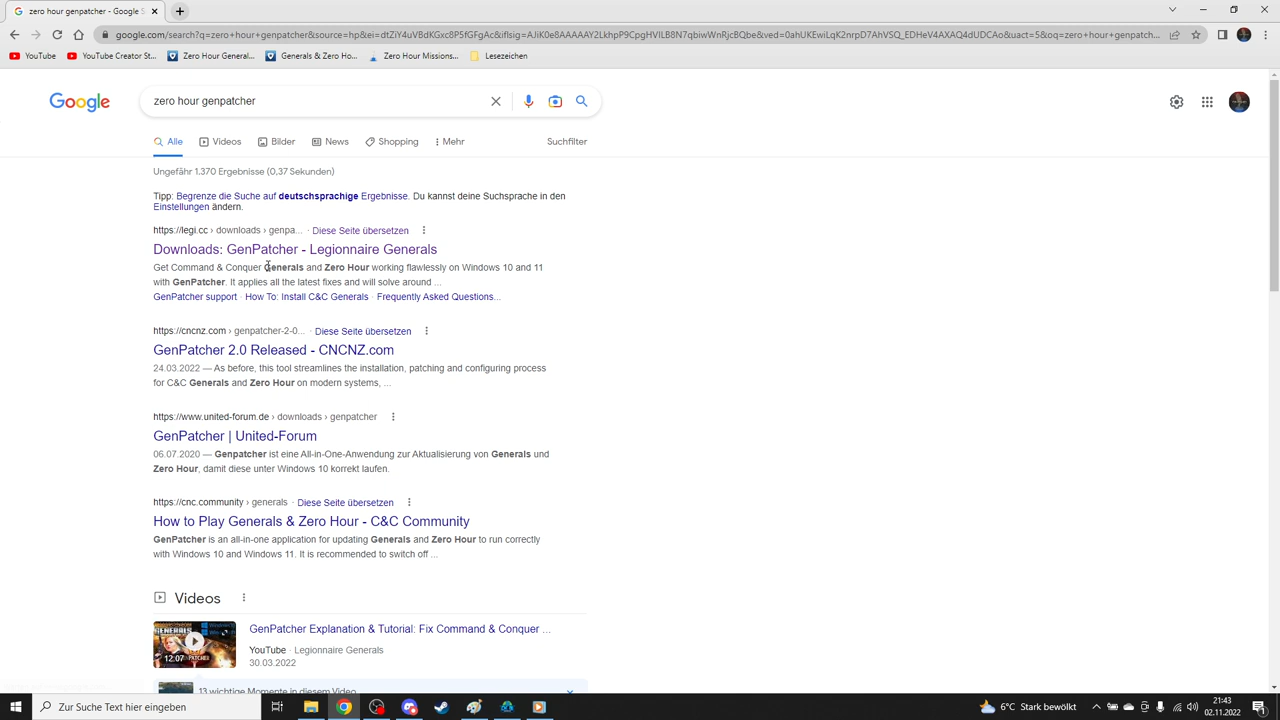 zero hour genpatcher - Google S
google.com/search?q=zero+hour+genpatcher&source=hp&ei=dtZiY4uVBdKGxc8P5fGFgAc&iflsig=AJiK0e8AAAAAY2LkhpP9CpgHVILB8N7qbiwWnRjcBQbe&ved=0ahUKEwiLqK2nrpD7AhVSQ_EDHeV4AXAQ4dUDCAo&uact=5&oq=zero+hour+genpatch...
YouTube
YouTube Creator St...
Zero Hour Generals
Generals & Zero Ho...
Zero Hour Missions...
Lesezeichen
Google
zero hour genpatcher
Alle
Videos
Bilder
News
Shopping
Mehr
Suchfilter
Ungefähr 1.370 Ergebnisse (0,37 Sekunden)
Tipp: Begrenze die Suche auf deutschsprachige Ergebnisse. Du kannst deine Suchsprache in den
Einstellungen ändern.
https://legi.cc › downloads › genpa... · Diese Seite übersetzen
Downloads: GenPatcher - Legionnaire Generals
Get Command & Conquer Generals and Zero Hour working flawlessly on Windows 10 and 11
with GenPatcher. It applies all the latest fixes and will solve around ...
GenPatcher support · How To: Install C&C Generals · Frequently Asked Questions...
https://cncnz.com › genpatcher-2-0... · Diese Seite übersetzen
GenPatcher 2.0 Released - CNCNZ.com
24.03.2022 — As before, this tool streamlines the installation, patching and configuring process
for C&C Generals and Zero Hour on modern systems, ...
https://www.united-forum.de › downloads › genpatcher
GenPatcher | United-Forum
06.07.2020 — Genpatcher ist eine All-in-One-Anwendung zur Aktualisierung von Generals und
Zero Hour, damit diese unter Windows 10 korrekt laufen.
https://cnc.community › generals · Diese Seite übersetzen
How to Play Generals & Zero Hour - C&C Community
GenPatcher is an all-in-one application for updating Generals and Zero Hour to run correctly
with Windows 10 and Windows 11. It is recommended to switch off ...
Videos
GENERALS
12:07
GenPatcher Explanation & Tutorial: Fix Command & Conquer ...
YouTube · Legionnaire Generals
30.03.2022
13 wichtige Momente in diesem Video
Zur Suche Text hier eingeben
6°C Stark bewölkt
21:43
02.11.2022